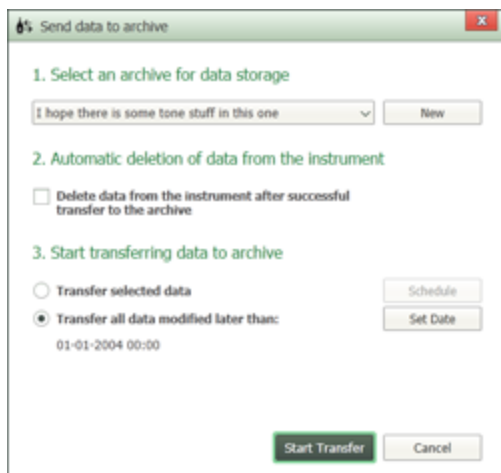 Send data to archive
1. Select an archive for data storage
I hope there is some tone stuff in this one
New
2. Automatic deletion of data from the instrument
Delete data from the instrument after successful
transfer to the archive
3. Start transferring data to archive
Transfer selected data
Schedule
Transfer all data modified later than:
Set Date
01-01-2004 00:00
Start Transfer
Cancel